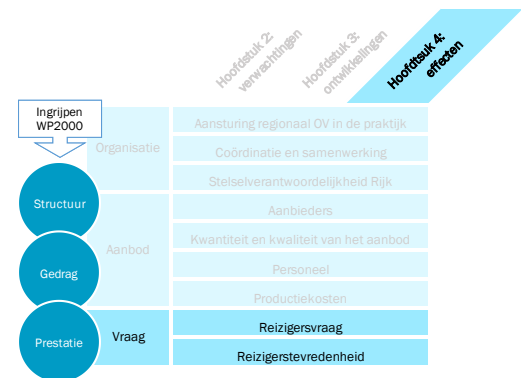 Hoofdstuk 2:
verwachtingen
Hoofdstuk 3:
ontwikkelingen
Hoofdtsuk 4:
effecten
Ingrijpen
WP2000
Structuur
Gedrag
Prestatie
Organisatie
Aansturing regionaal OV in de praktijk
Coördinatie en samenwerking
Stelselverantwoordelijkheid Rijk
Aanbod
Aanbieders
Kwantiteit en kwaliteit van het aanbod
Personeel
Productiekosten
Vraag
Reizigersvraag
Reizigerstevredenheid